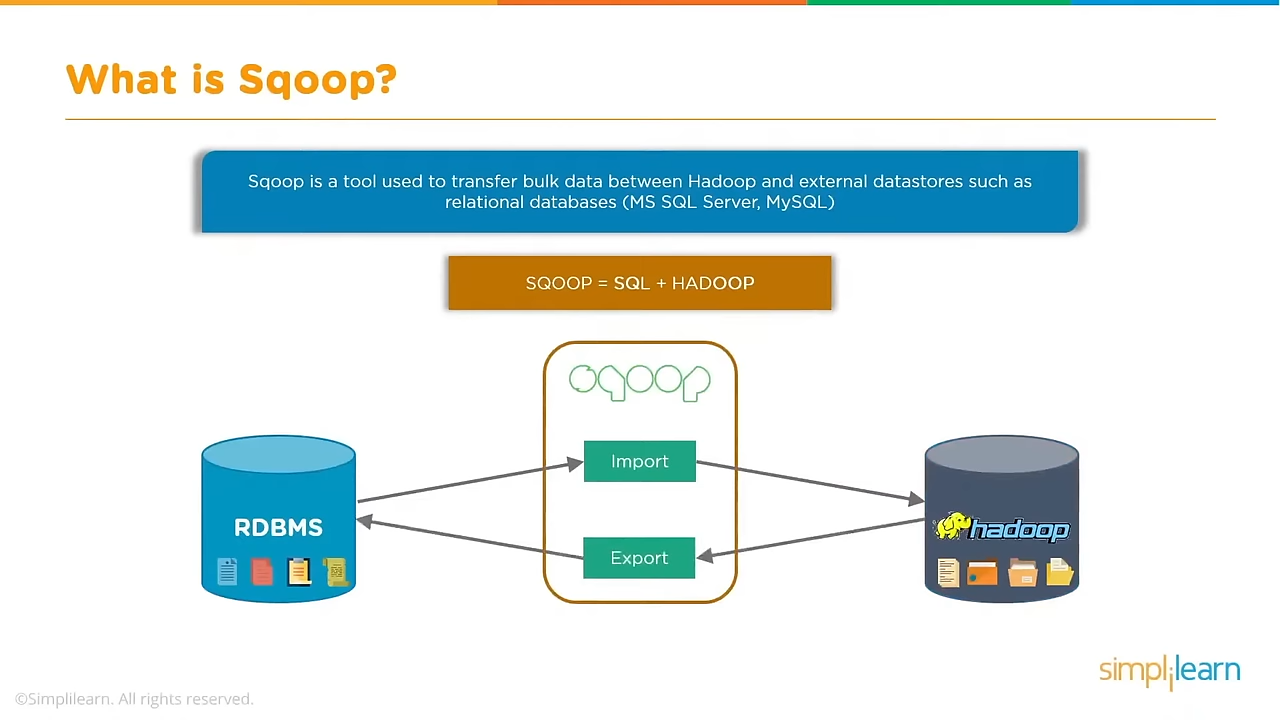 What is Sqoop?
Sqoop is a tool used to transfer bulk data between Hadoop and external datastores such as
relational databases (MS SQL Server, MySQL)
SQOOP = SQL + HADOOP
sqoop
Import
RDBMS
hadoop
Export
simplilearn
©Simplilearn. All rights reserved.